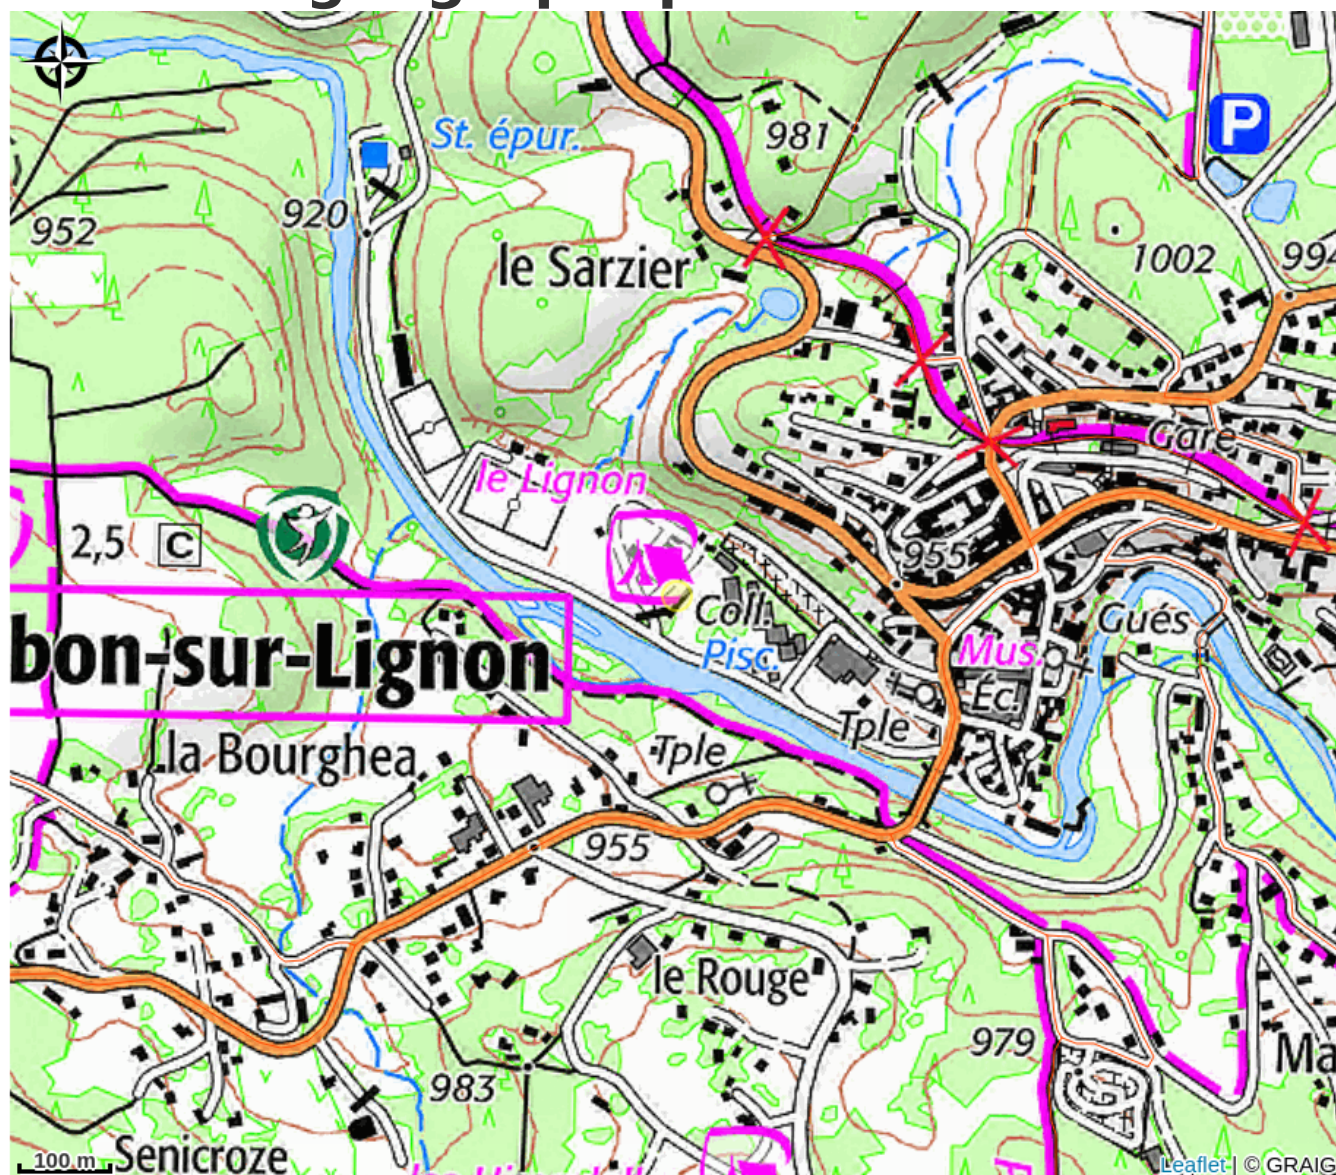 P
St. épur.
981
920
952
le Sarzier
1002
994
Gare
le Lignon
2,5
C
955
Coll.
Gués
bon-sur-Lignon
Pisc.
Mus.
Éc.
Tple
Tple
la Bourghea
955
le Rouge
979
Ma
983
Senicroze
100 m
Leaflet | © GRAIG